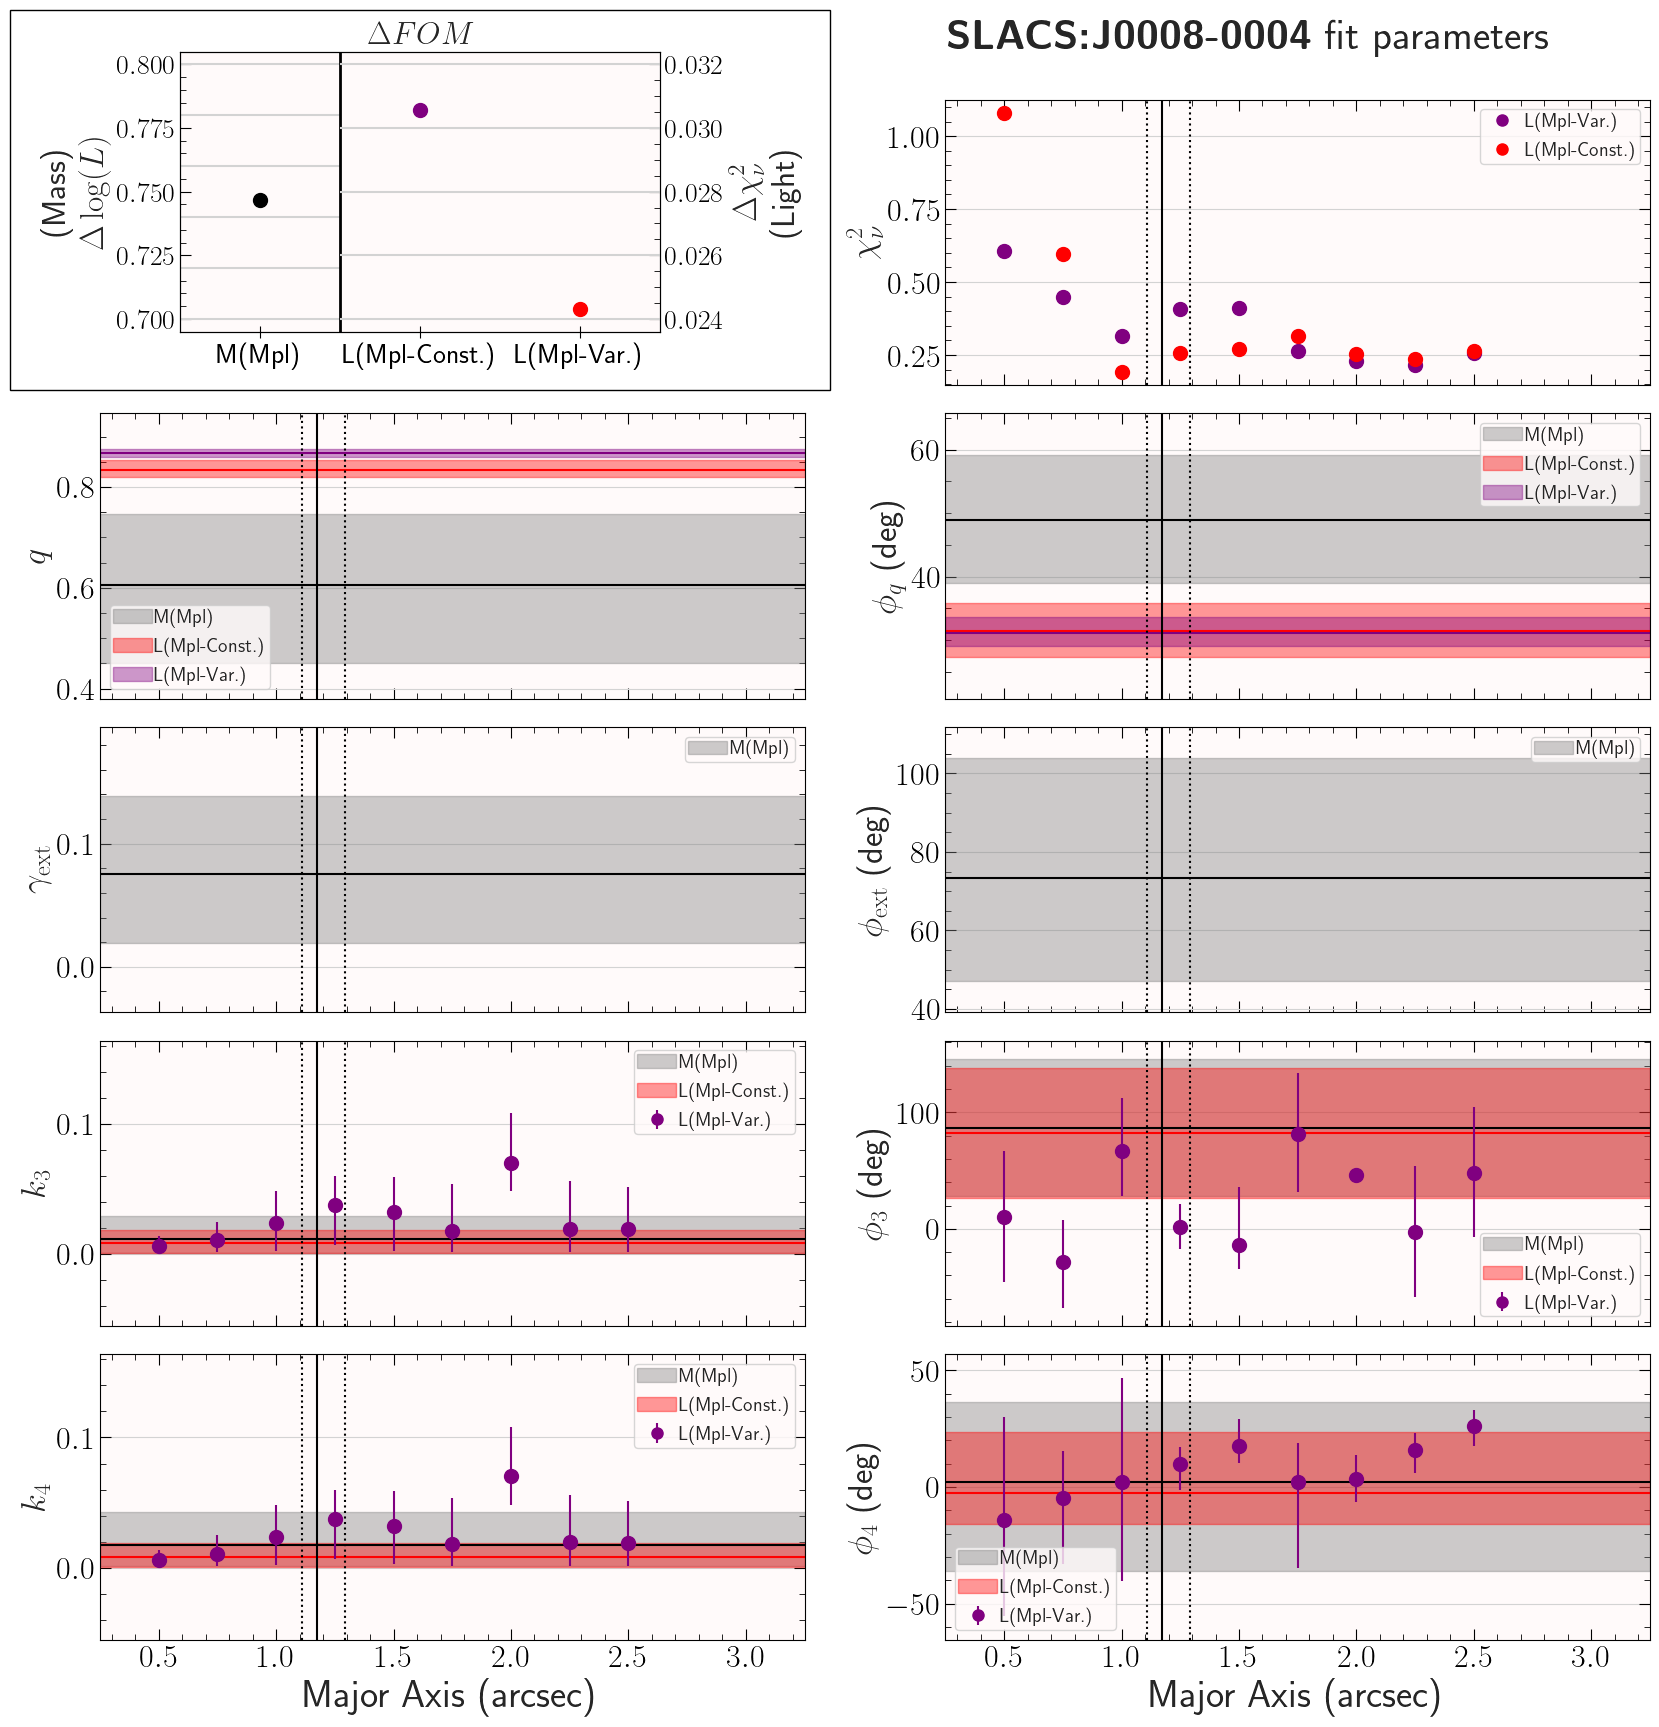 ΔFOM
SLACS:J0008-0004 fit parameters
(Mass)
Δ log(L)
0.800
0.775
0.750
0.725
0.700
0.032
0.030
0.028
0.026
0.024
Δχ²ν
(Light)
M(Mpl) L(Mpl-Const.) L(Mpl-Var.)
χ²ν
1.00
0.75
0.50
0.25
L(Mpl-Var.)
L(Mpl-Const.)
q
0.8
0.6
0.4
M(Mpl)
L(Mpl-Const.)
L(Mpl-Var.)
ϕq (deg)
60
40
M(Mpl)
L(Mpl-Const.)
L(Mpl-Var.)
γext
0.1
0.0
M(Mpl)
ϕext (deg)
100
80
60
40
M(Mpl)
k3
0.1
0.0
M(Mpl)
L(Mpl-Const.)
L(Mpl-Var.)
ϕ3 (deg)
100
0
M(Mpl)
L(Mpl-Const.)
L(Mpl-Var.)
k4
0.1
0.0
M(Mpl)
L(Mpl-Const.)
L(Mpl-Var.)
0.5 1.0 1.5 2.0 2.5 3.0
Major Axis (arcsec)
ϕ4 (deg)
50
0
−50
M(Mpl)
L(Mpl-Const.)
L(Mpl-Var.)
0.5 1.0 1.5 2.0 2.5 3.0
Major Axis (arcsec)